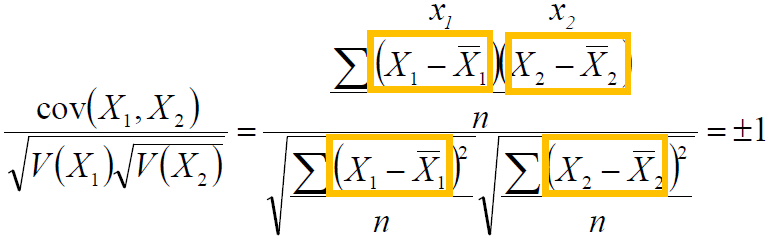 x₁ x₂
cov(X₁, X₂) / √V(X₁)√V(X₂) = (∑(X₁ − X̅₁)(X₂ − X̅₂) / n) / (√(∑(X₁ − X̅₁)² / n) √(∑(X₂ − X̅₂)² / n)) = ±1